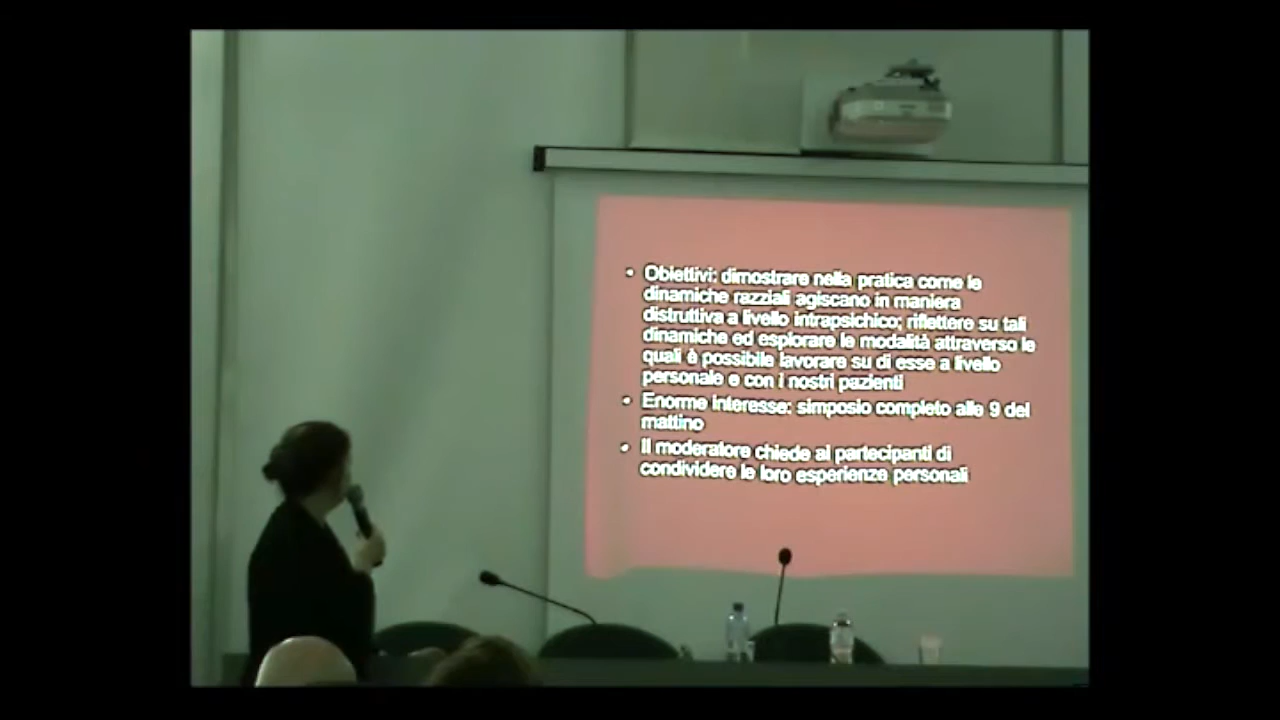 • Obiettivi: dimostrare nella pratica come le
dinamiche razziali agiscano in maniera
distruttiva a livello intrapsichico; riflettere su tali
dinamiche ed esplorare le modalità attraverso le
quali è possibile lavorare su di esse a livello
personale e con i nostri pazienti
• Enorme interesse: simposio completo alle 9 del
mattino
• Il moderatore chiede ai partecipanti di
condividere le loro esperienze personali